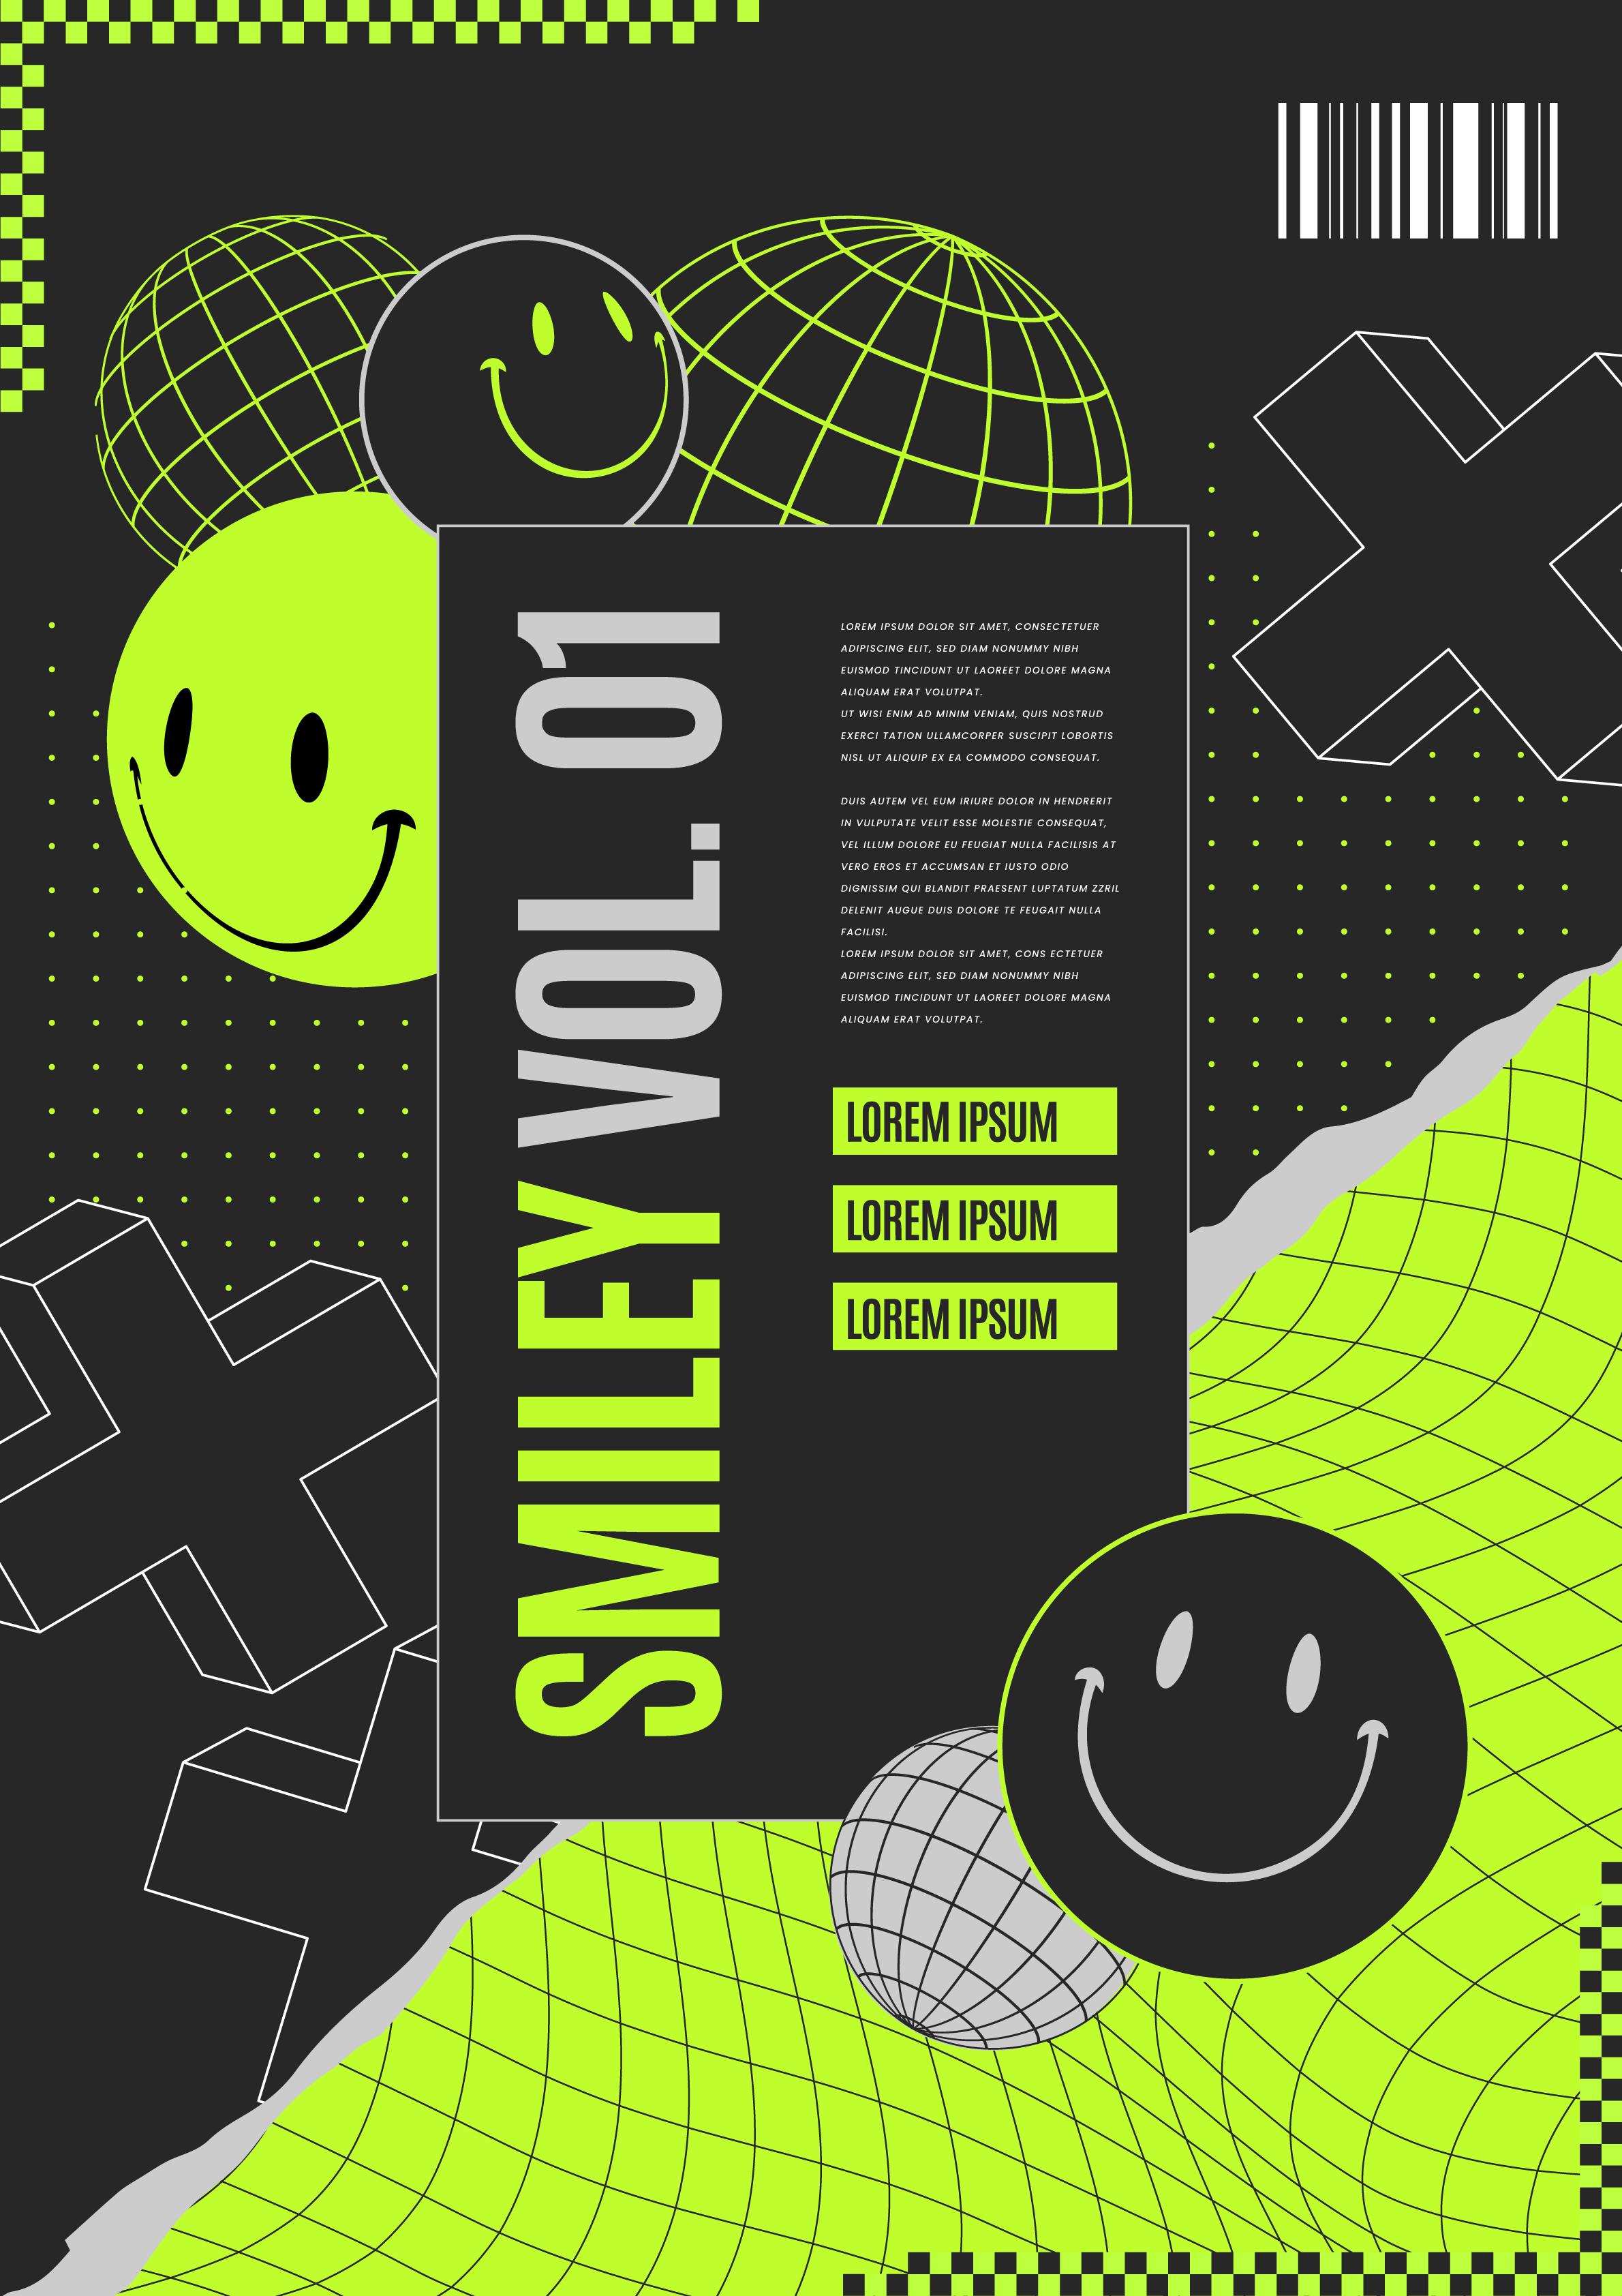 SMILEY VOL. 01
LOREM IPSUM DOLOR SIT AMET, CONSECTETUER
ADIPISCING ELIT, SED DIAM NONUMMY NIBH
EUISMOD TINCIDUNT UT LAOREET DOLORE MAGNA
ALIQUAM ERAT VOLUTPAT.
UT WISI ENIM AD MINIM VENIAM, QUIS NOSTRUD
EXERCI TATION ULLAMCORPER SUSCIPIT LOBORTIS
NISL UT ALIQUIP EX EA COMMODO CONSEQUAT.
DUIS AUTEM VEL EUM IRIURE DOLOR IN HENDRERIT
IN VULPUTATE VELIT ESSE MOLESTIE CONSEQUAT,
VEL ILLUM DOLORE EU FEUGIAT NULLA FACILISIS AT
VERO EROS ET ACCUMSAN ET IUSTO ODIO
DIGNISSIM QUI BLANDIT PRAESENT LUPTATUM ZZRIL
DELENIT AUGUE DUIS DOLORE TE FEUGAIT NULLA
FACILISI.
LOREM IPSUM DOLOR SIT AMET, CONS ECTETUER
ADIPISCING ELIT, SED DIAM NONUMMY NIBH
EUISMOD TINCIDUNT UT LAOREET DOLORE MAGNA
ALIQUAM ERAT VOLUTPAT.
LOREM IPSUM
LOREM IPSUM
LOREM IPSUM